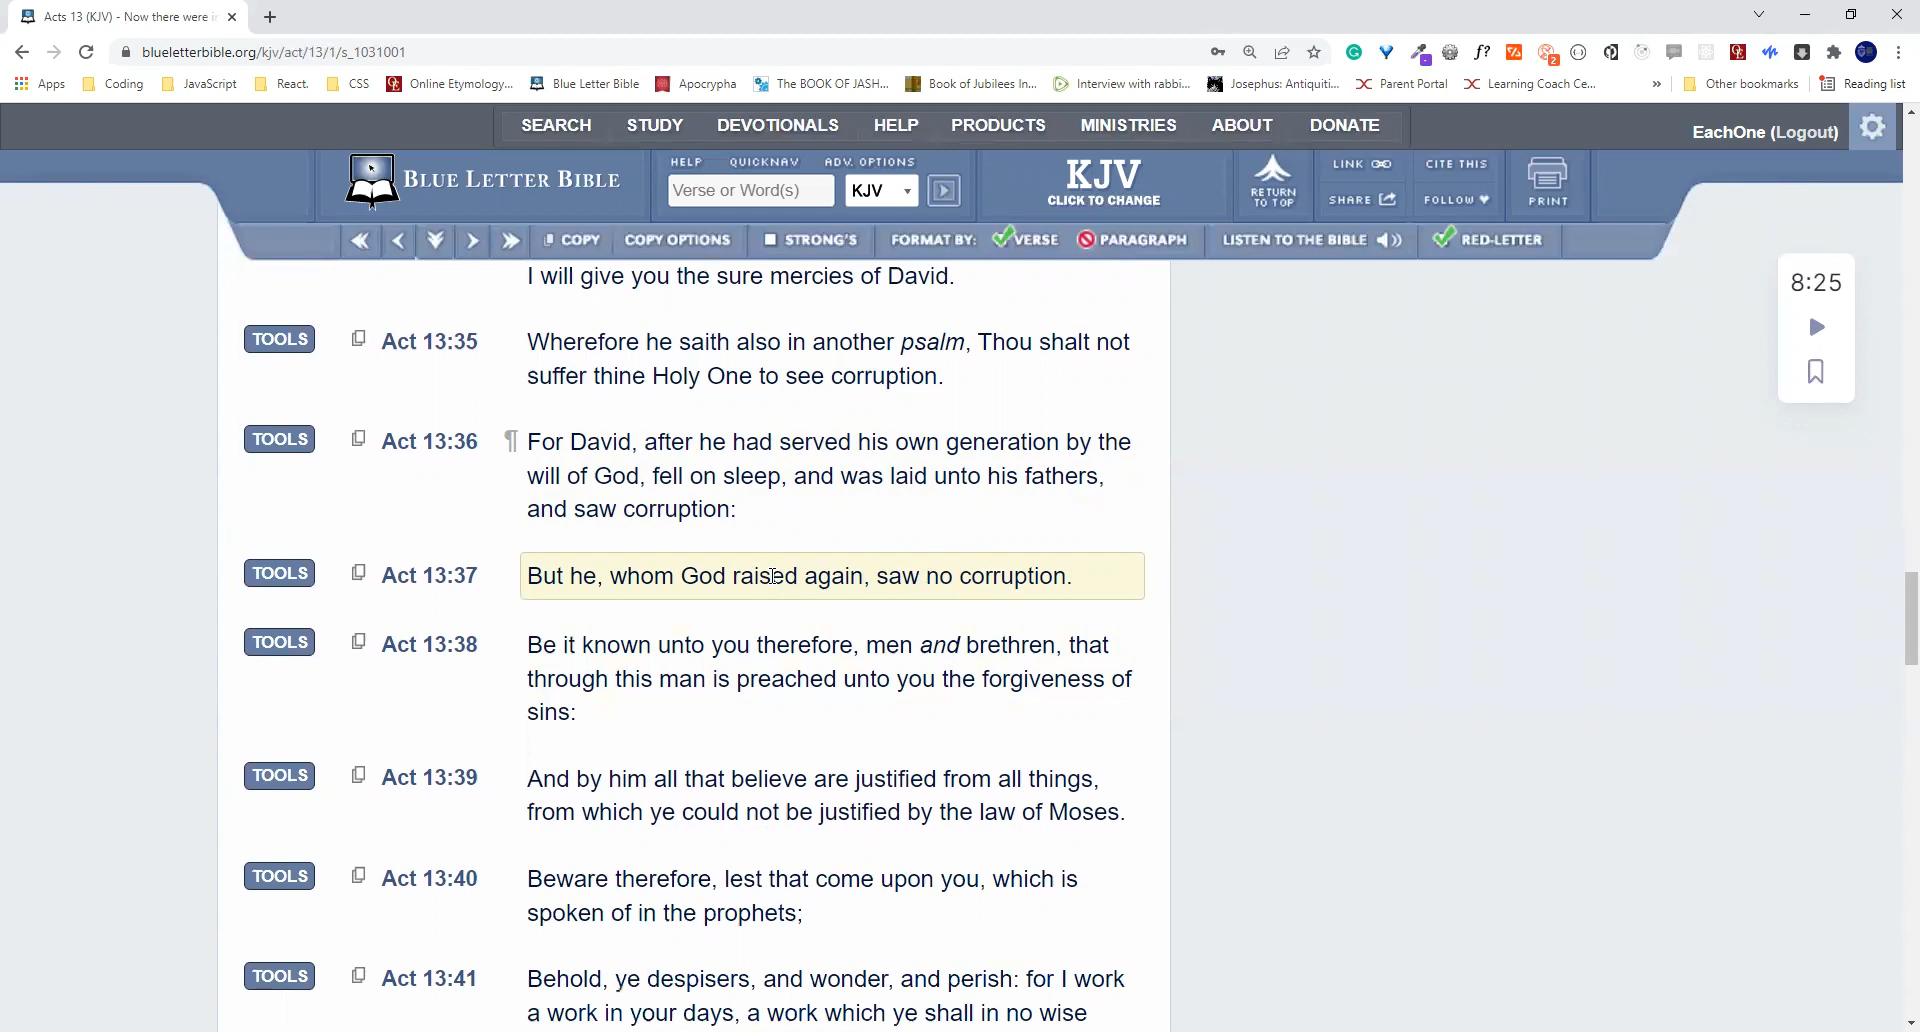 Acts 13 (KJV) - Now there were in
blueletterbible.org/kjv/act/13/1/s_1031001
Apps Coding JavaScript React. CSS Online Etymology... Blue Letter Bible Apocrypha The BOOK OF JASH... Book of Jubilees In... Interview with rabbi... Josephus: Antiquiti... Parent Portal Learning Coach Ce... » Other bookmarks Reading list
SEARCH STUDY DEVOTIONALS HELP PRODUCTS MINISTRIES ABOUT DONATE
EachOne (Logout)
BLUE LETTER BIBLE
HELP QUICKNAV ADV. OPTIONS
Verse or Word(s) KJV
KJV
CLICK TO CHANGE
RETURN
TO TOP
LINK CITE THIS
SHARE FOLLOW
PRINT
COPY COPY OPTIONS STRONG'S FORMAT BY: VERSE PARAGRAPH LISTEN TO THE BIBLE RED-LETTER
8:25
I will give you the sure mercies of David.
TOOLS Act 13:35 Wherefore he saith also in another psalm, Thou shalt not
suffer thine Holy One to see corruption.
TOOLS Act 13:36 ¶ For David, after he had served his own generation by the
will of God, fell on sleep, and was laid unto his fathers,
and saw corruption:
TOOLS Act 13:37 But he, whom God raised again, saw no corruption.
TOOLS Act 13:38 Be it known unto you therefore, men and brethren, that
through this man is preached unto you the forgiveness of
sins:
TOOLS Act 13:39 And by him all that believe are justified from all things,
from which ye could not be justified by the law of Moses.
TOOLS Act 13:40 Beware therefore, lest that come upon you, which is
spoken of in the prophets;
TOOLS Act 13:41 Behold, ye despisers, and wonder, and perish: for I work
a work in your days, a work which ye shall in no wise